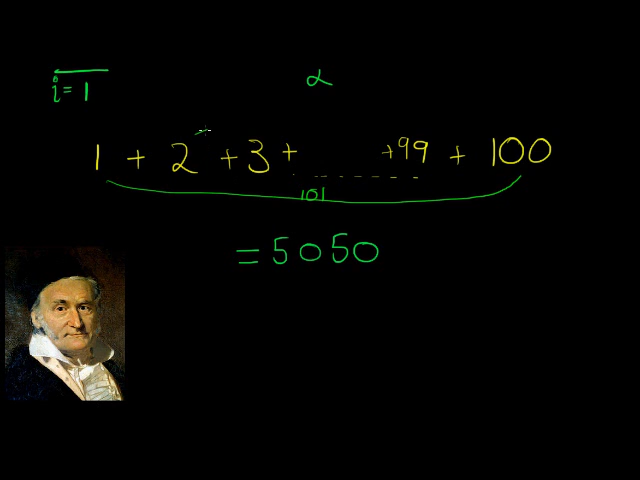 α
i=1
1 + 2 + 3 + ------ +99 + 100
101
=5050